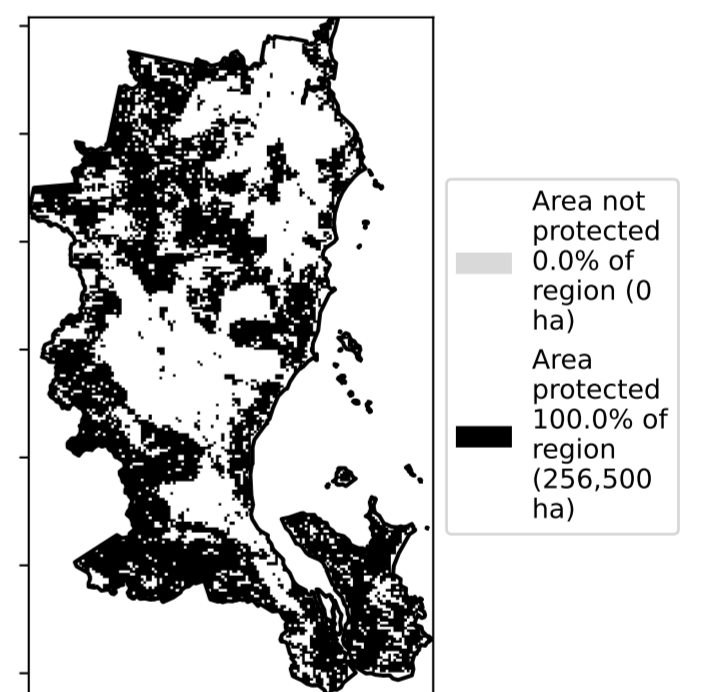 Area not
protected
0.0% of
region (0
ha)
Area
protected
100.0% of
region
(256,500
ha)